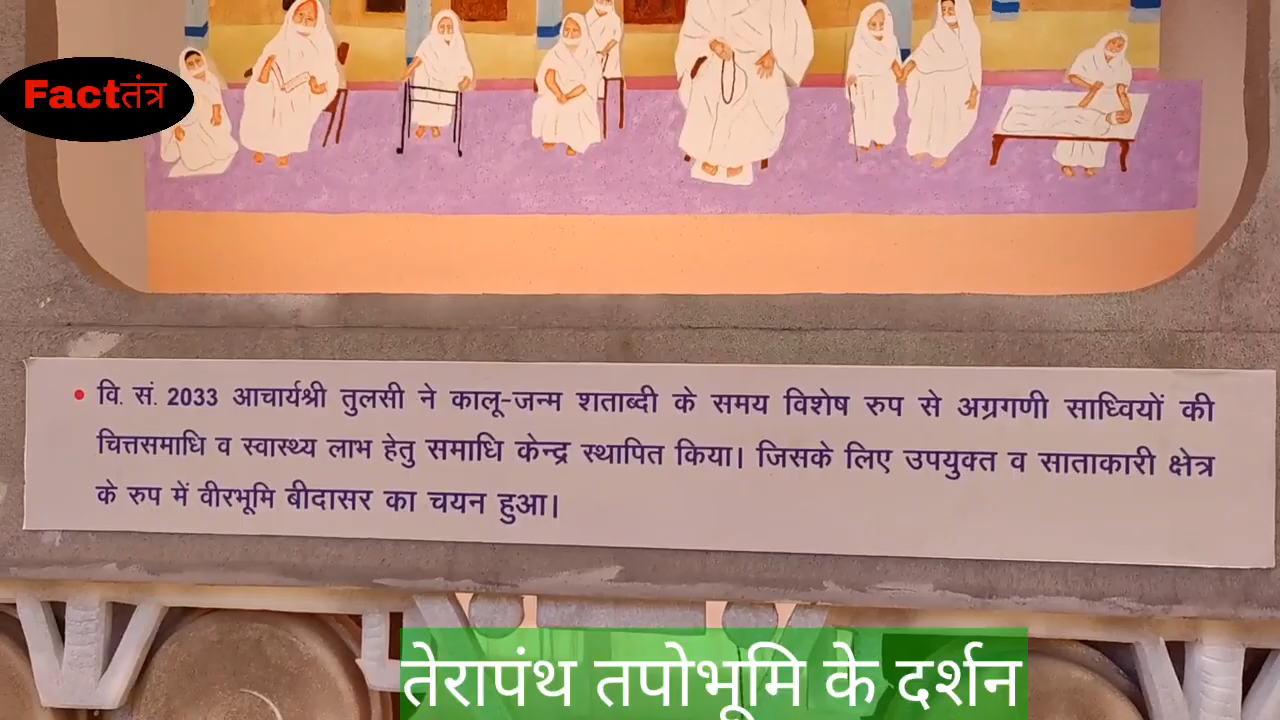 Factतंत्र
• वि. सं. 2033 आचार्यश्री तुलसी ने कालू-जन्म शताब्दी के समय विशेष रुप से अग्रगणी साध्वियों की
चित्तसमाधि व स्वास्थ्य लाभ हेतु समाधि केन्द्र स्थापित किया। जिसके लिए उपयुक्त व साताकारी क्षेत्र
के रुप में वीरभूमि बीदासर का चयन हुआ।
तेरापंथ तपोभूमि के दर्शन